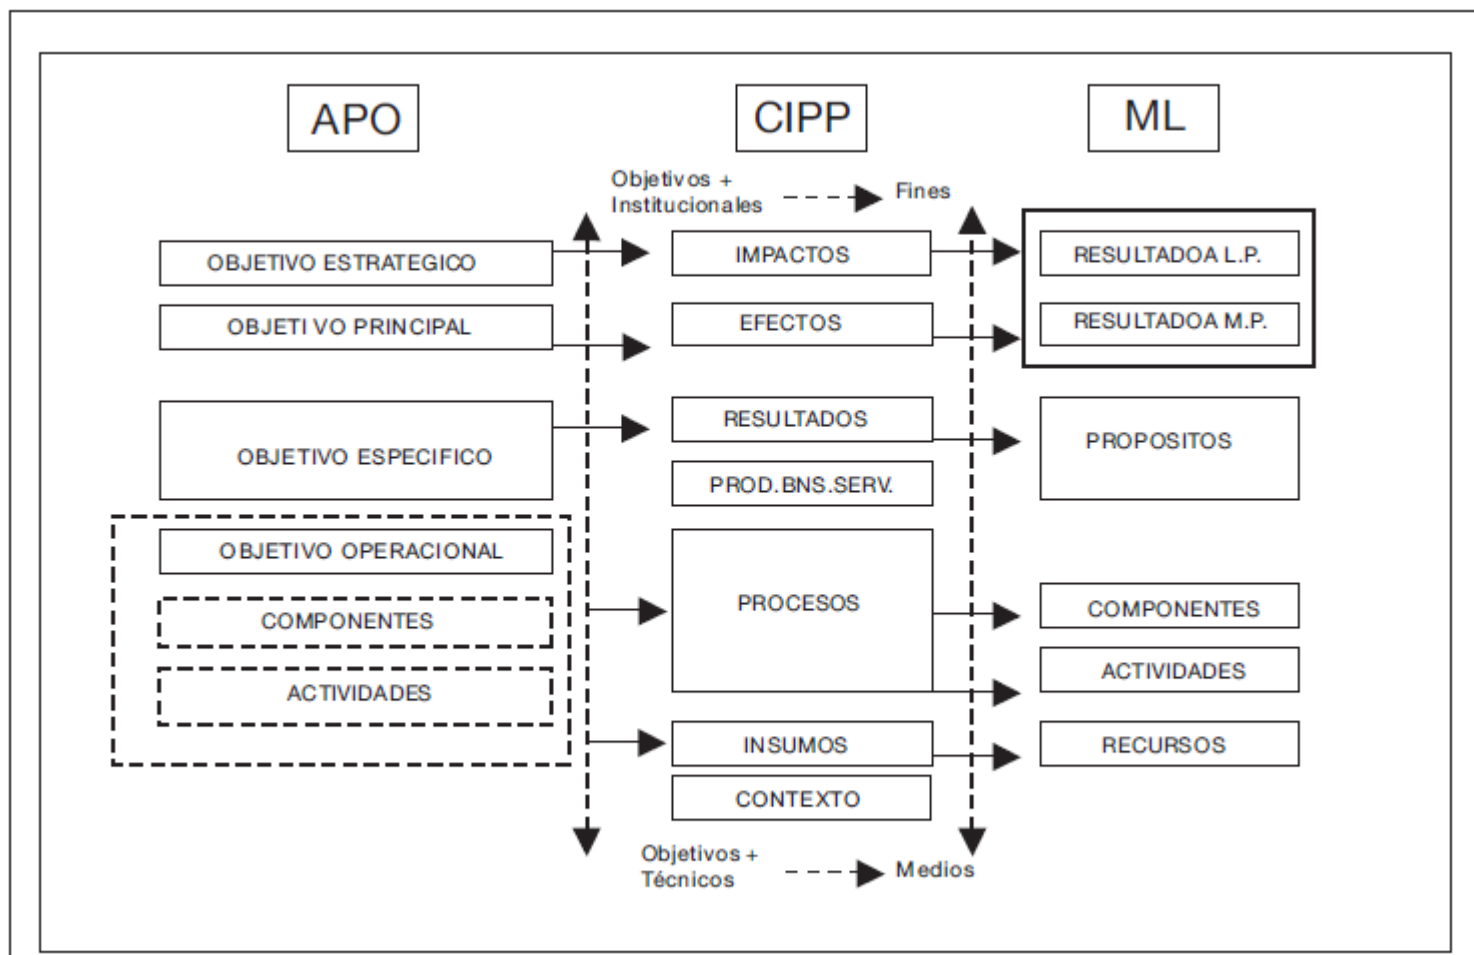 APO
CIPP
ML
Objetivos +
Institucionales
Fines
OBJETIVO ESTRATEGICO
IMPACTOS
RESULTADOA L.P.
OBJETI VO PRINCIPAL
EFECTOS
RESULTADOA M.P.
OBJETIVO ESPECIFICO
RESULTADOS
PROPOSITOS
PROD.BNS.SERV.
OBJETIVO OPERACIONAL
COMPONENTES
ACTIVIDADES
PROCESOS
COMPONENTES
ACTIVIDADES
INSUMOS
RECURSOS
CONTEXTO
Objetivos +
Técnicos
Medios